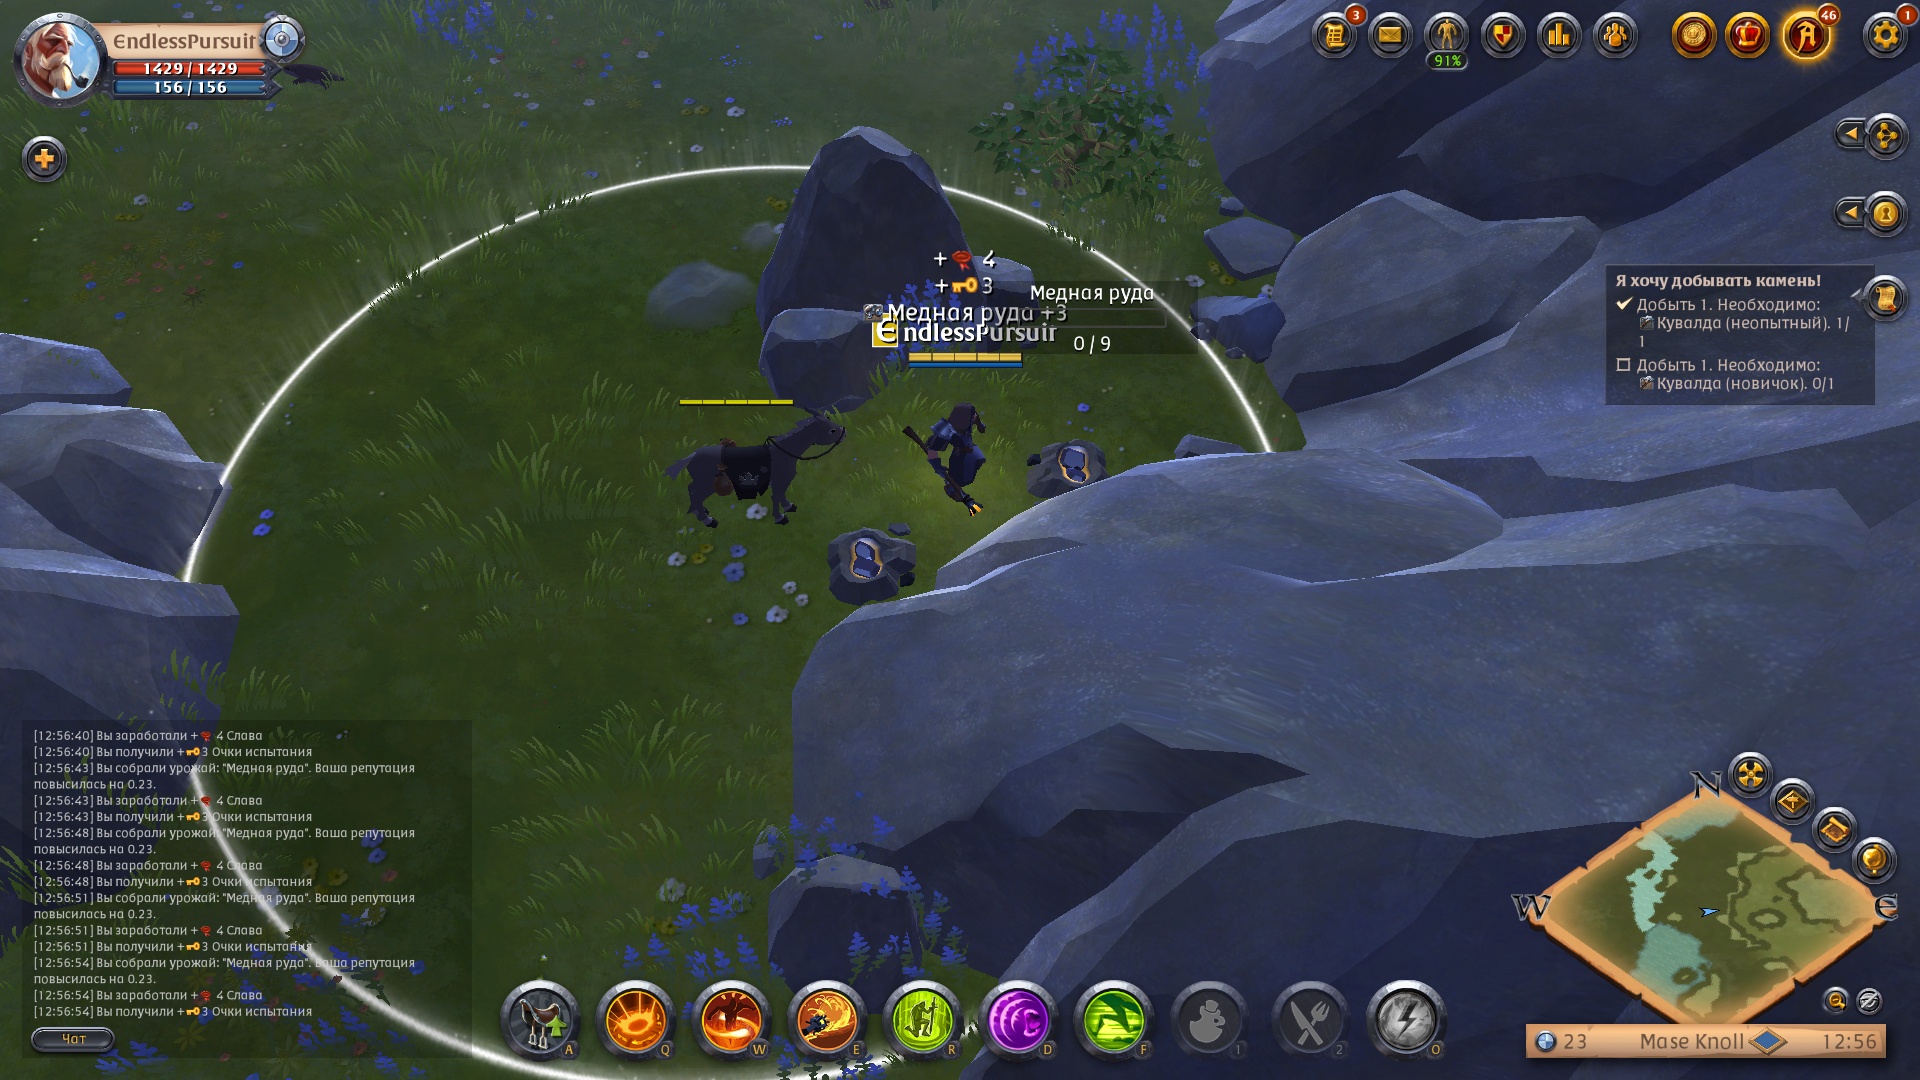 EndlessPursuit
1429 / 1429
156 / 156
3
91%
46
1
+ 4
+ 3
Медная руда
Медная руда +3
EndlessPursuit
0 / 9
Я хочу добывать камень!
Добыть 1. Необходимо:
Кувалда (неопытный). 1/
1
Добыть 1. Необходимо:
Кувалда (новичок). 0/1
[12:56:40] Вы заработали + 4 Слава
[12:56:40] Вы получили + 3 Очки испытания
[12:56:43] Вы собрали урожай: "Медная руда". Ваша репутация
повысилась на 0.23.
[12:56:43] Вы заработали + 4 Слава
[12:56:43] Вы получили + 3 Очки испытания
[12:56:48] Вы собрали урожай: "Медная руда". Ваша репутация
повысилась на 0.23.
[12:56:48] Вы заработали + 4 Слава
[12:56:48] Вы получили + 3 Очки испытания
[12:56:51] Вы собрали урожай: "Медная руда". Ваша репутация
повысилась на 0.23.
[12:56:51] Вы заработали + 4 Слава
[12:56:51] Вы получили + 3 Очки испытания
[12:56:54] Вы собрали урожай: "Медная руда". Ваша репутация
повысилась на 0.23.
[12:56:54] Вы заработали + 4 Слава
[12:56:54] Вы получили + 3 Очки испытания
Чат
A
Q
W
E
R
D
F
1
2
O
N
W
E
23
Mase Knoll
12:56